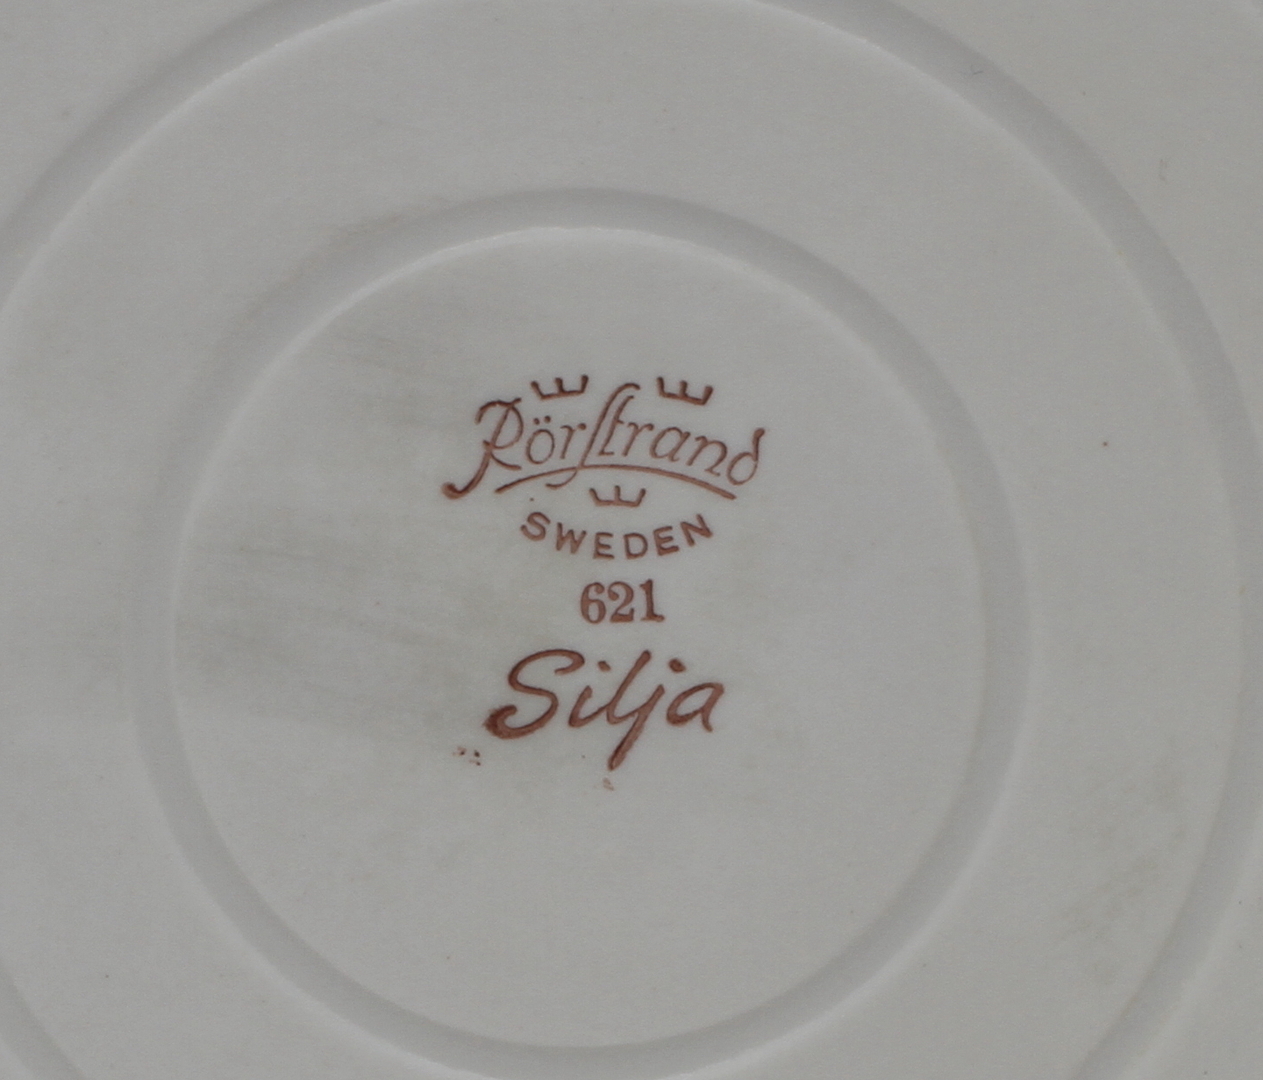 Rörstrand
SWEDEN
621
Silja